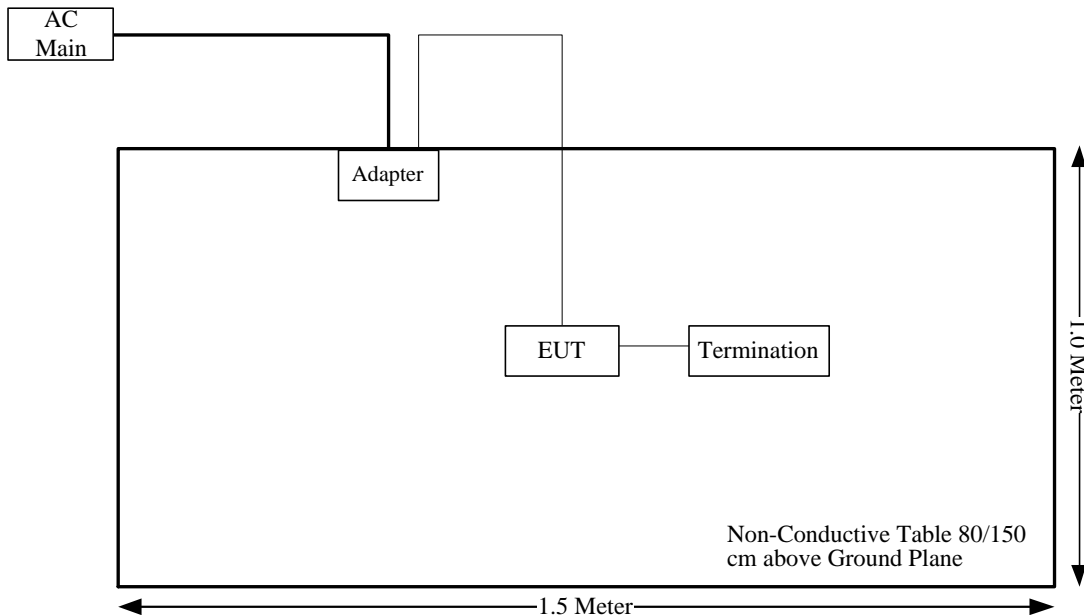 AC
Main
Adapter
EUT
Termination
1.0 Meter
Non-Conductive Table 80/150
cm above Ground Plane
1.5 Meter